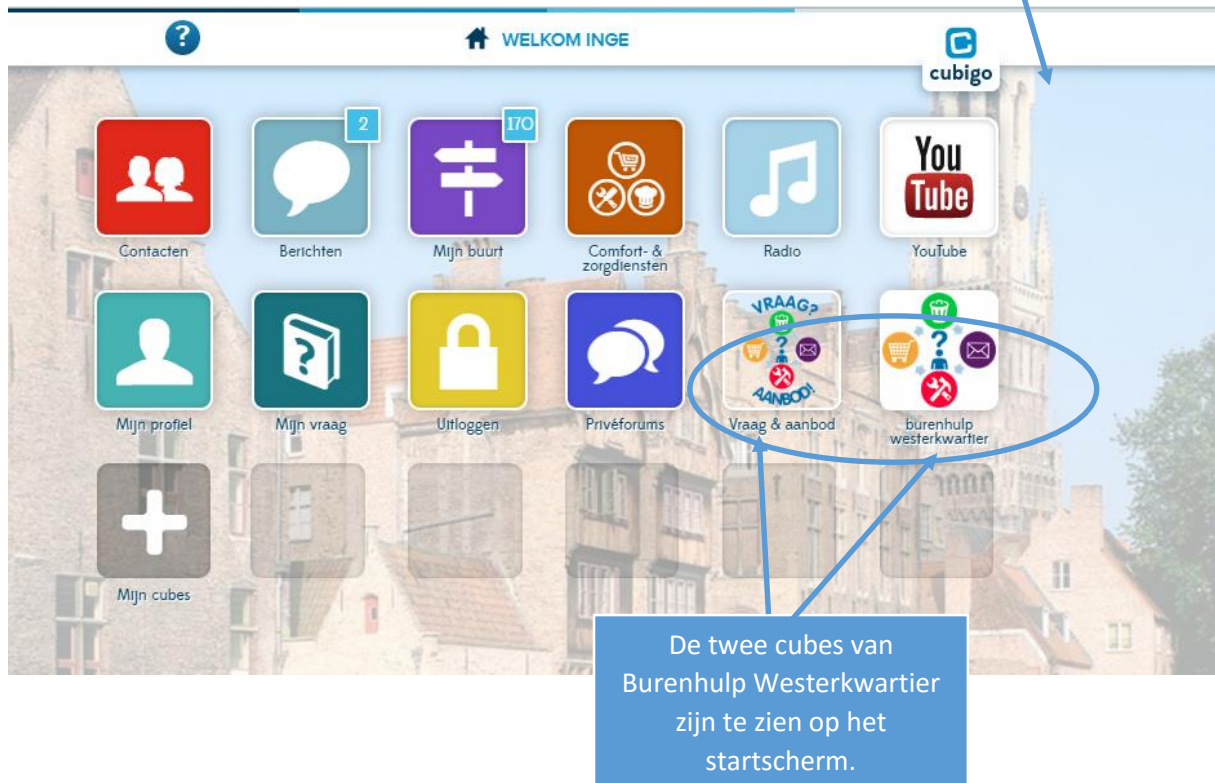 ?
WELKOM INGE
cubigo
2
170
You
Tube
Contacten
Berichten
Mijn buurt
Comfort- &
zorgdiensten
Radio
YouTube
VRAAG?
?
?
AANBOD!
?
Mijn profiel
Mijn vraag
Uitloggen
Privéforums
Vraag & aanbod
burenhulp
westerkwartier
Mijn cubes
De twee cubes van
Burenhulp Westerkwartier
zijn te zien op het
startscherm.